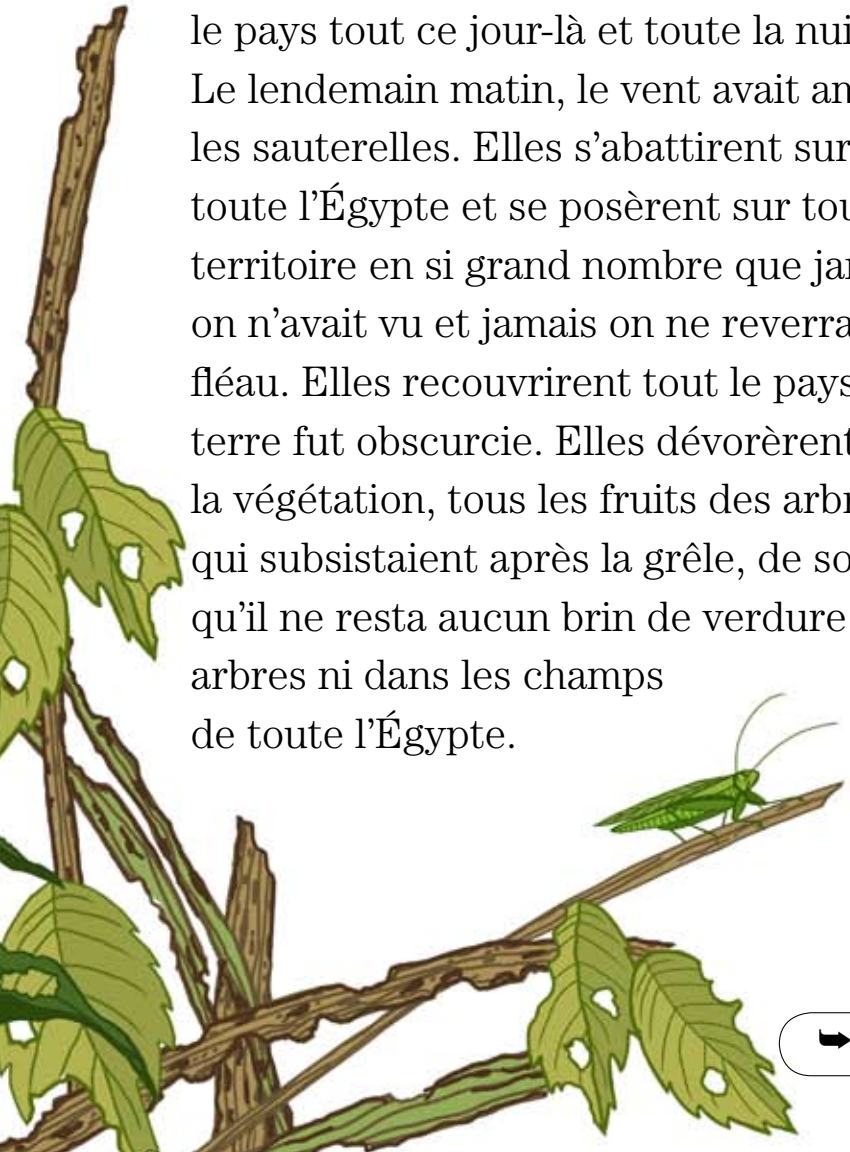 le pays tout ce jour-là et toute la nui
Le lendemain matin, le vent avait
les sauterelles. Elles s’abattirent sur
toute l’Égypte et se posèrent sur tou
territoire en si grand nombre que
on n’avait vu et jamais on ne reverra
fléau. Elles recouvrirent tout le pays
terre fut obscurcie. Elles dévorèrent
la végétation, tous les fruits des
qui subsistaient après la grêle, de so
qu’il ne resta aucun brin de verdure
arbres ni dans les champs
de toute l’Égypte.